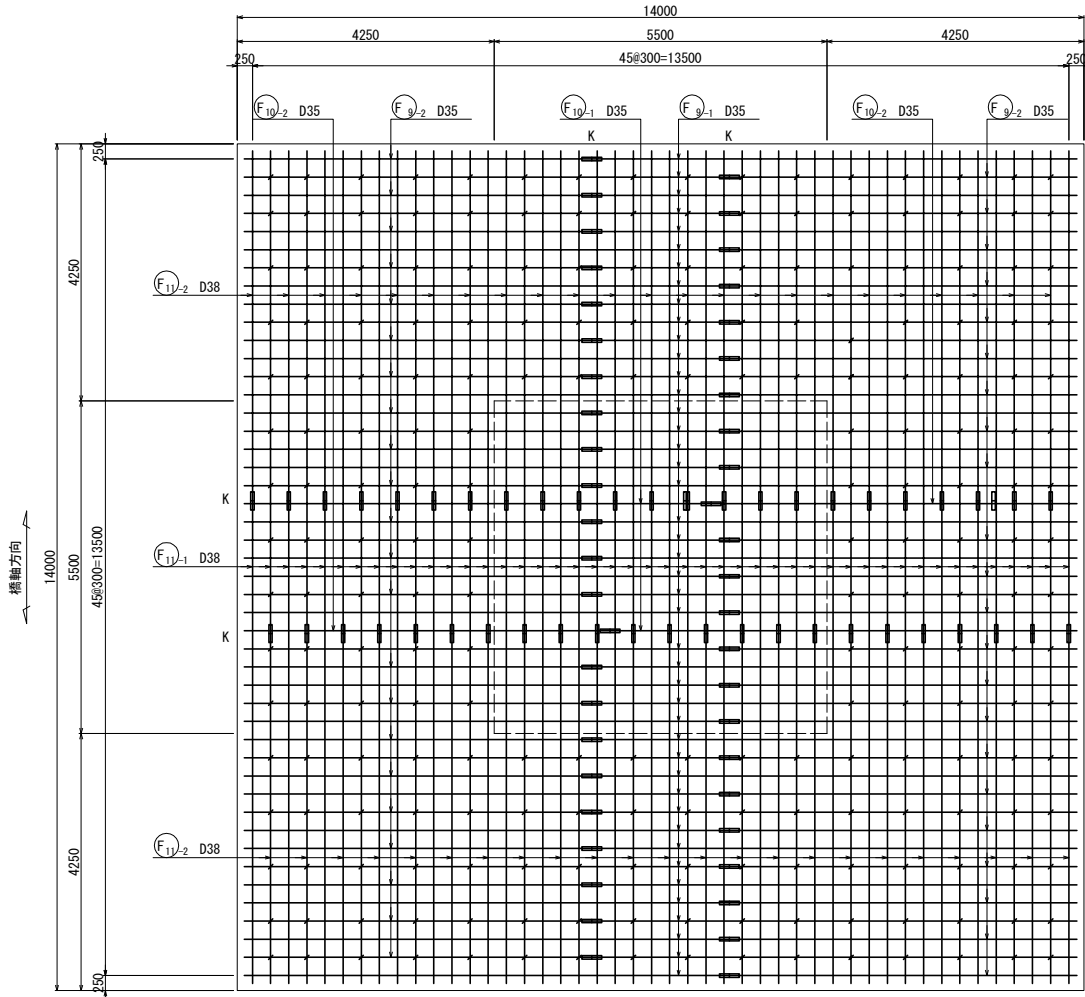 14000
4250 5500 4250
250 45@300=13500 250
F10-2 D35 F9-2 D35 F10-1 D35 F9-1 D35 F10-2 D35 F9-2 D35
K K
250
4250
F11-2 D38
K
橋軸方向
14000
5500
45@300=13500
F11-1 D38
K
4250
F11-2 D38
250